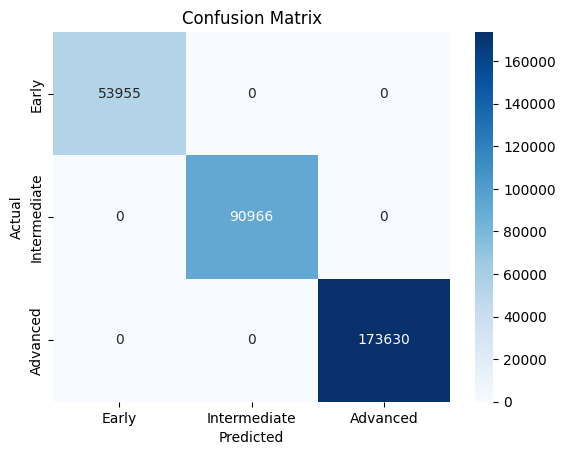 Confusion Matrix
Early
53955 0 0
Intermediate
0 90966 0
Advanced
0 0 173630
Actual
Early Intermediate Advanced
Predicted
160000
140000
120000
100000
80000
60000
40000
20000
0